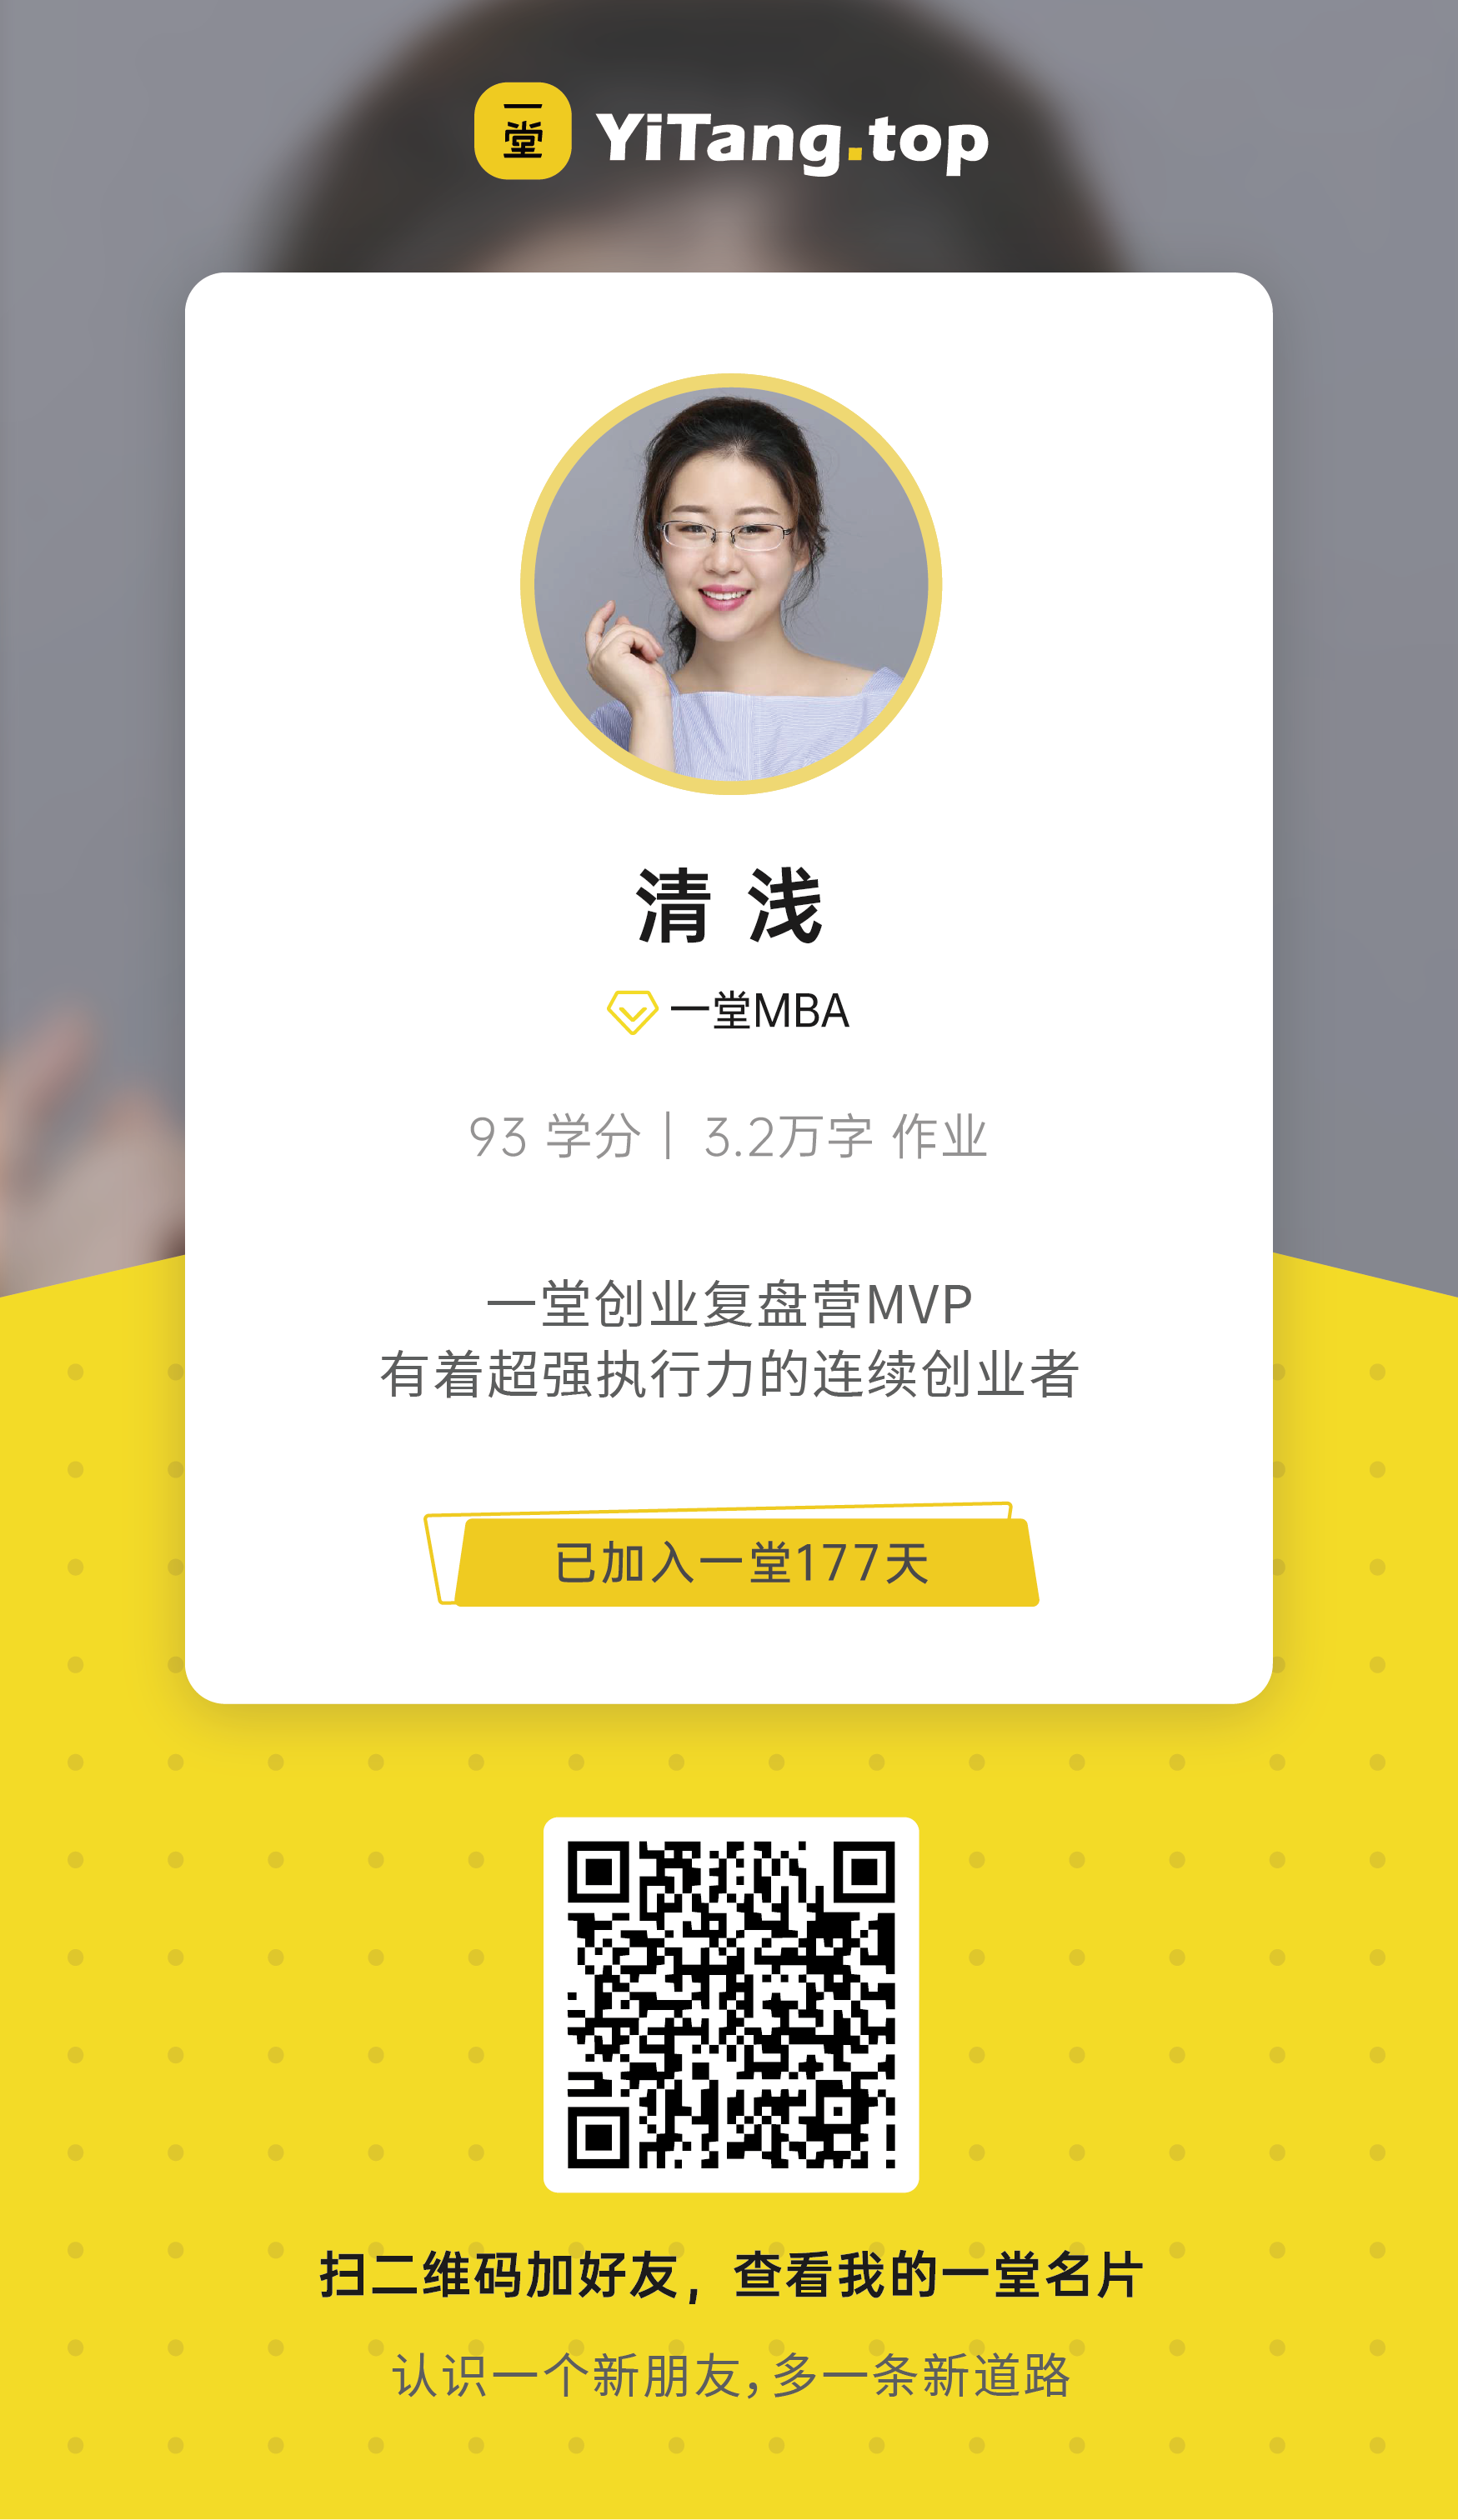 一堂 YiTang.top
清浅
一堂MBA
93 学分｜ 3.2万字 作业
一堂创业复盘营MVP
有着超强执行力的连续创业者
已加入一堂177天
扫二维码加好友，查看我的一堂名片
认识一个新朋友，多一条新道路